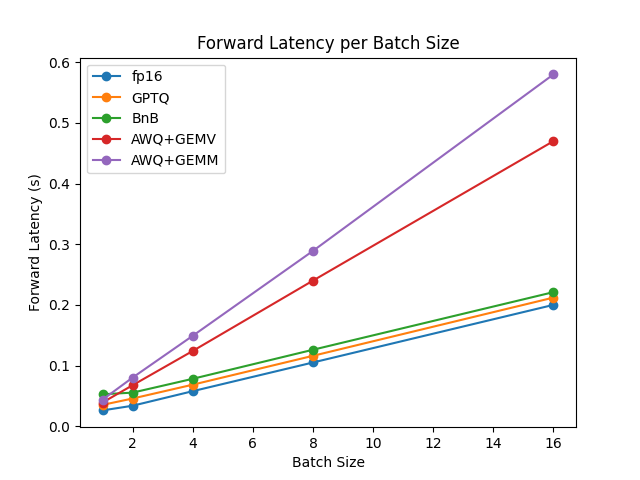 Forward Latency per Batch Size
fp16
GPTQ
BnB
AWQ+GEMV
AWQ+GEMM
Forward Latency (s)
0.6
0.5
0.4
0.3
0.2
0.1
0.0
2 4 6 8 10 12 14 16
Batch Size